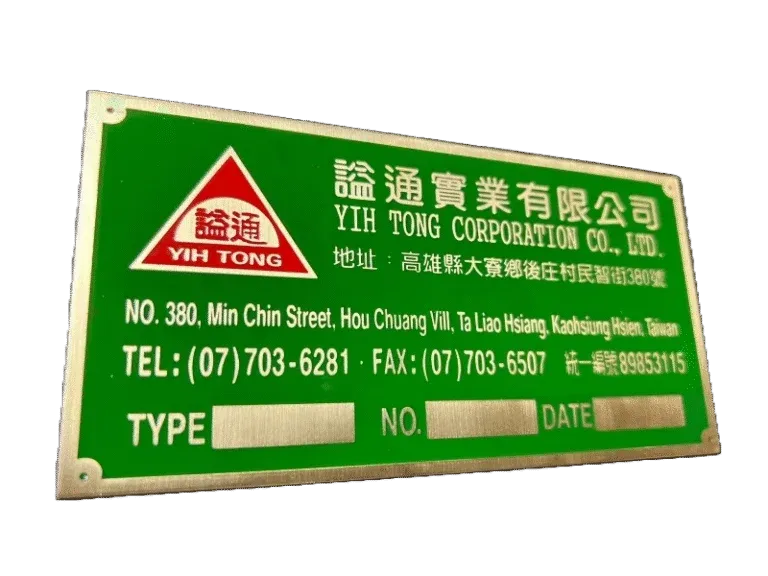 謚通
YIH TONG
謚通實業有限公司
YIH TONG CORPORATION CO., LTD.
地址：高雄縣大寮鄉後庄村民智街380號
NO. 380, Min Chin Street, Hou Chuang Vill, Ta Liao Hsiang, Kaohsiung Hsien, Taiwan
TEL:(07)703-6281 · FAX:(07)703-6507 統一編號89853115
TYPE NO. DATE